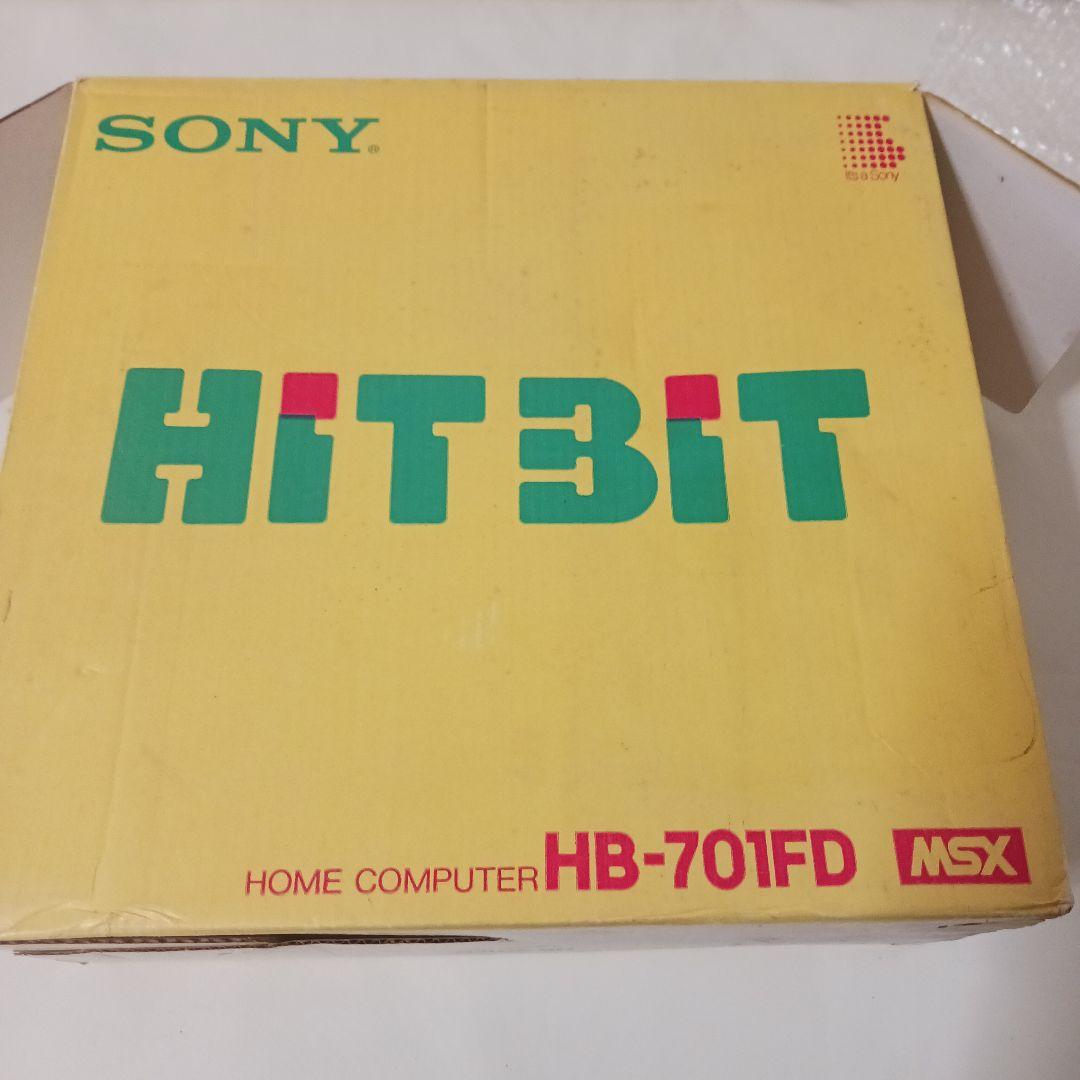 SONY®
It's a Sony
HiTBiT
HOME COMPUTER HB-701FD MSX